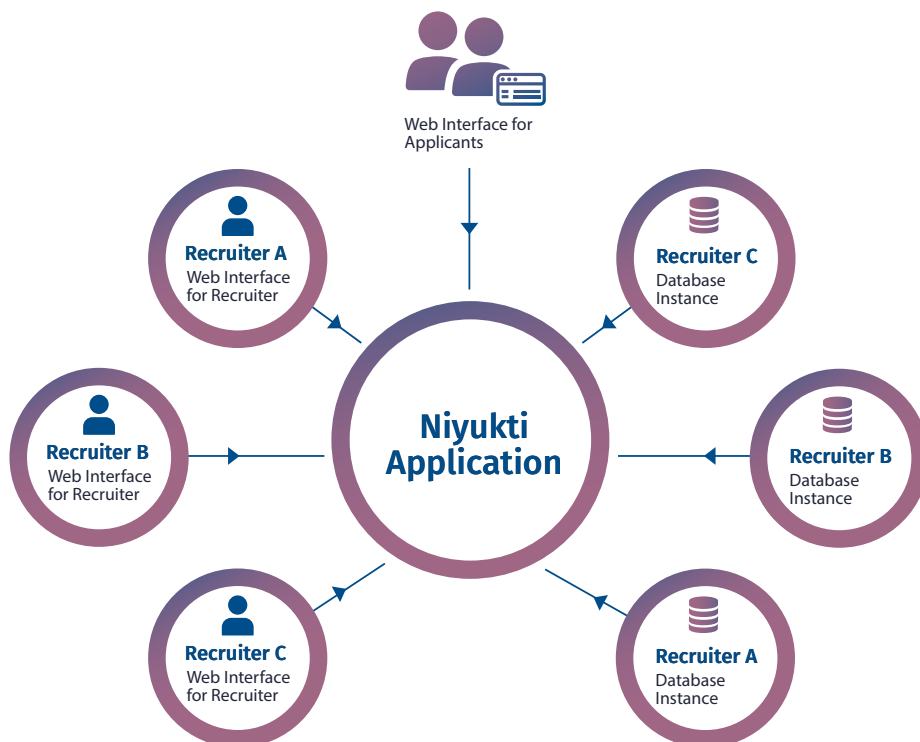 Web Interface for
Applicants
Recruiter A
Web Interface
for Recruiter
Recruiter C
Database
Instance
Recruiter B
Web Interface
for Recruiter
Niyukti
Application
Recruiter B
Database
Instance
Recruiter C
Web Interface
for Recruiter
Recruiter A
Database
Instance